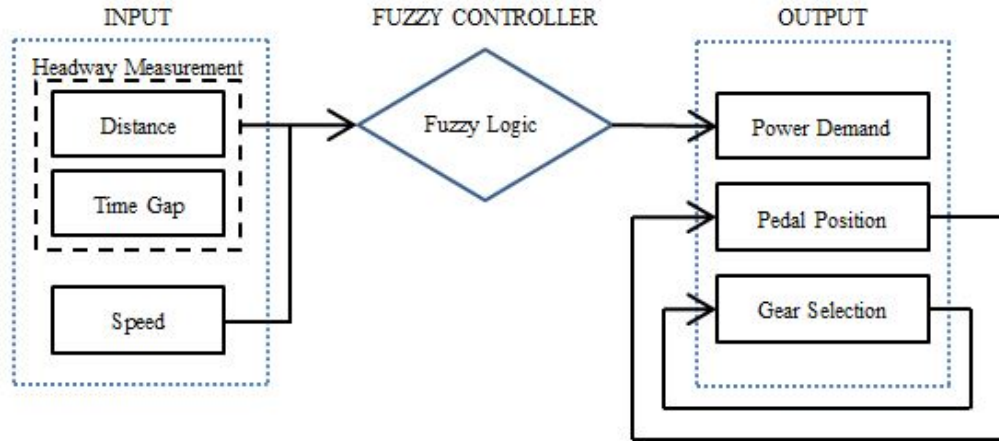 INPUT
FUZZY CONTROLLER
OUTPUT
Headway Measurement
Distance
Time Gap
Speed
Fuzzy Logic
Power Demand
Pedal Position
Gear Selection